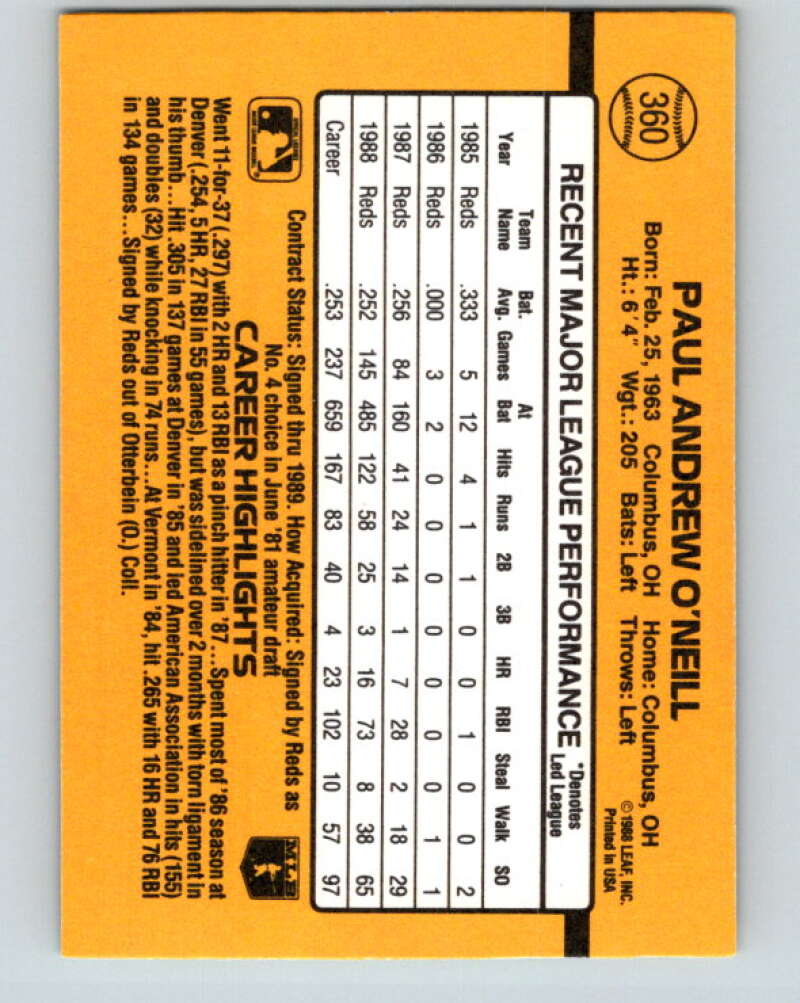 360
PAUL ANDREW O'NEILL
Born: Feb. 25, 1963 Columbus, OH Home: Columbus, OH
Ht.: 6'4" Wgt.: 205 Bats: Left Throws: Left
©1988 LEAF, INC.
Printed in USA
RECENT MAJOR LEAGUE PERFORMANCE *Denotes
Led League
Year Team Name Bat. Avg. Games At Bat Hits Runs 2B 3B HR RBI Steal Walk SO
1985 Reds .333 5 12 4 1 1 0 0 1 0 0 2
1986 Reds .000 3 2 0 0 0 0 0 0 0 1 1
1987 Reds .256 84 160 41 24 14 1 7 28 2 18 29
1988 Reds .252 145 485 122 58 25 3 16 73 8 38 65
Career .253 237 659 167 83 40 4 23 102 10 57 97
Contract Status: Signed thru 1989. How Acquired: Signed by Reds as
No. 4 choice in June '81 amateur draft
MLB
CAREER HIGHLIGHTS
Went 11-for-37 (.297) with 2 HR and 13 RBI as a pinch hitter in '87...Spent most of '86 season at
Denver (.254, 5 HR, 27 RBI in 55 games), but was sidelined over 2 months with torn ligament in
his thumb...Hit .305 in 137 games at Denver in '85 and led American Association in hits (155)
and doubles (32) while knocking in 74 runs...At Vermont in '84, hit .265 with 16 HR and 76 RBI
in 134 games...Signed by Reds out of Otterbein (O.) Coll.